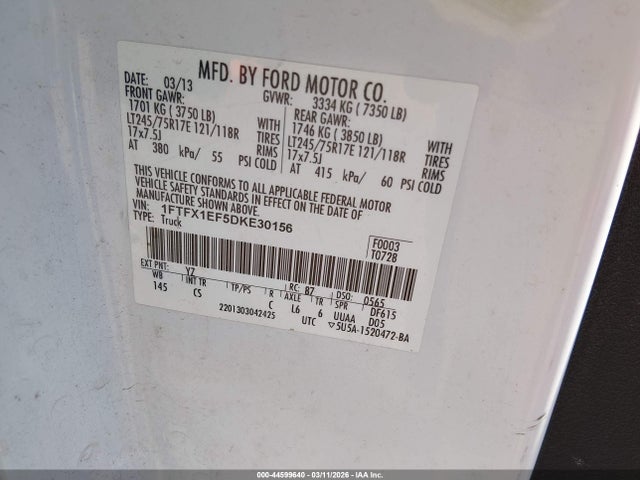 MFD. BY FORD MOTOR CO.
DATE: 03/13 GVWR: 3334 KG ( 7350 LB)
FRONT GAWR: REAR GAWR:
1701 KG ( 3750 LB) WITH 1746 KG ( 3850 LB) WITH
LT245/75R17E 121/118R TIRES LT245/75R17E 121/118R TIRES
17x7.5J RIMS 17x7.5J RIMS
AT 380 kPa/ 55 PSI COLD AT 415 kPa/ 60 PSI COLD
THIS VEHICLE CONFORMS TO ALL APPLICABLE FEDERAL MOTOR
VEHICLE SAFETY STANDARDS IN EFFECT ON THE DATE OF
MANUFACTURE SHOWN ABOVE.
VIN: 1FTFX1EF5DKE30156
TYPE: Truck
F0003
T0728
EXT PNT: YZ RC: B7 DSO: 0565
WB INT TR TP/PS R AXLE TR SPR DF615
145 CS C L6 6 UUAA D05
2201303042425 UTC ▽5U5A-1520472-BA
000-44599640 - 03/11/2026 - IAA Inc.